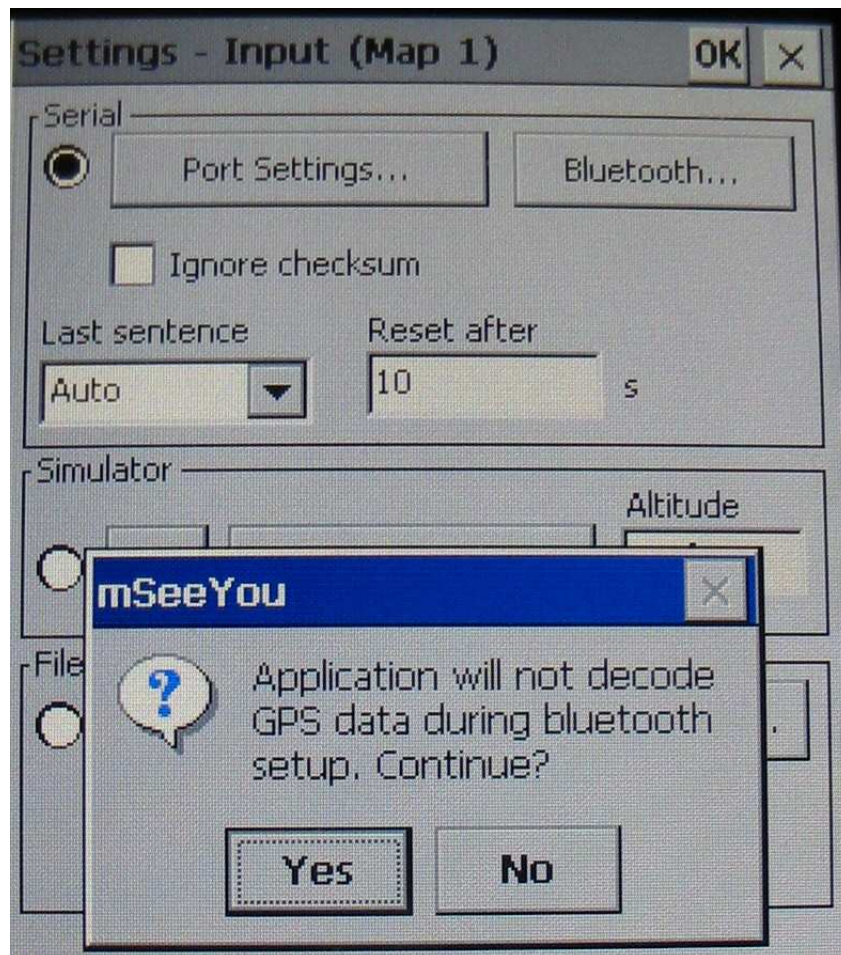 Settings - Input (Map 1) OK
Serial
Port Settings... Bluetooth...
Ignore checksum
Last sentence Reset after
Auto 10 s
Simulator
Altitude
mSeeYou
File
Application will not decode
GPS data during bluetooth
setup. Continue?
Yes No